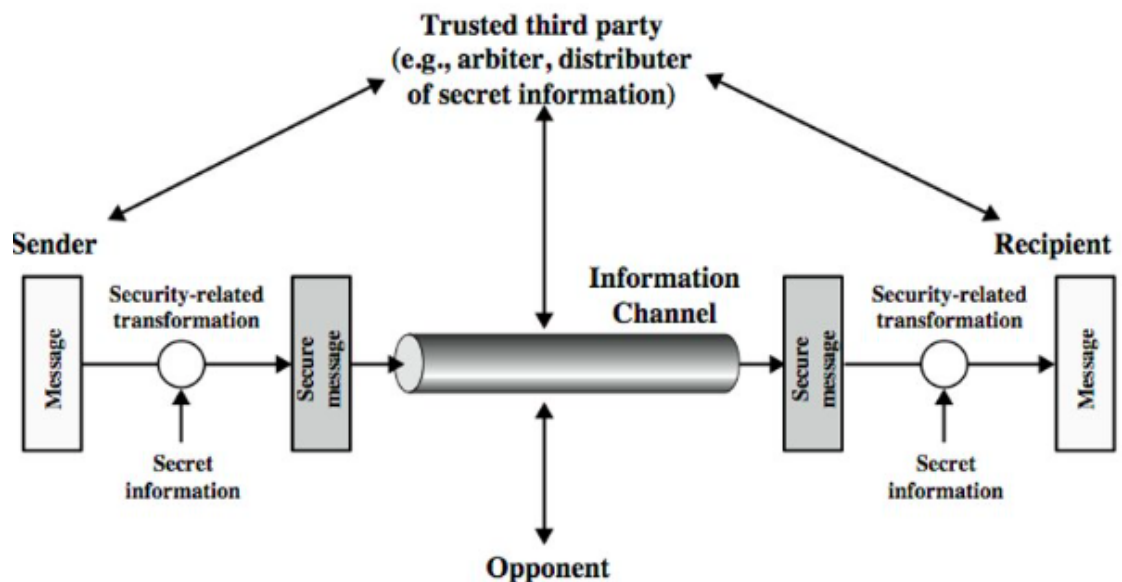 Trusted third party
(e.g., arbiter, distributer
of secret information)
Sender
Recipient
Information
Channel
Security-related
transformation
Security-related
transformation
Message
Secure
message
Secure
message
Message
Secret
information
Secret
information
Opponent